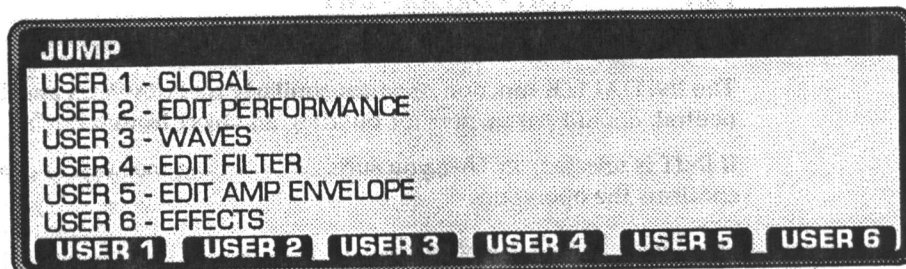 JUMP
USER 1 - GLOBAL
USER 2 - EDIT PERFORMANCE
USER 3 - WAVES
USER 4 - EDIT FILTER
USER 5 - EDIT AMP ENVELOPE
USER 6 - EFFECTS
USER 1 USER 2 USER 3 USER 4 USER 5 USER 6